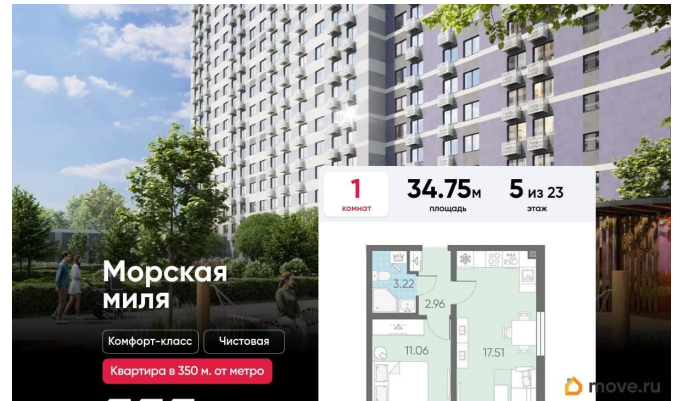 1
комнат
34.75м
площадь
5 из 23
этаж
Морская
миля
Комфорт-класс
Чистовая
Квартира в 350 м. от метро
3.22
2.96
11.06
17.51
move.ru